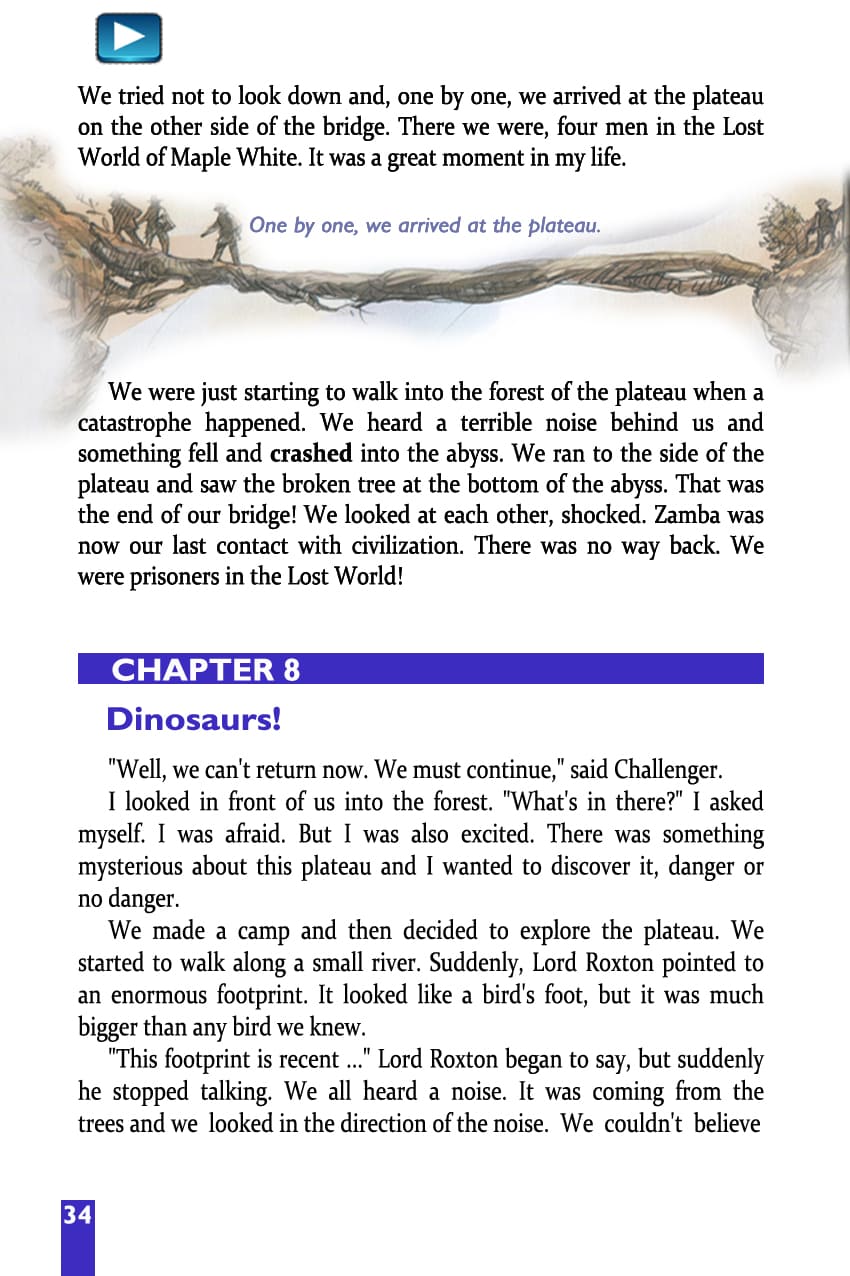 We tried not to look down and, one by one, we arrived at the plateau
on the other side of the bridge. There we were, four men in the Lost
World of Maple White. It was a great moment in my life.
One by one, we arrived at the plateau.
We were just starting to walk into the forest of the plateau when a
catastrophe happened. We heard a terrible noise behind us and
something fell and crashed into the abyss. We ran to the side of the
plateau and saw the broken tree at the bottom of the abyss. That was
the end of our bridge! We looked at each other, shocked. Zamba was
now our last contact with civilization. There was no way back. We
were prisoners in the Lost World!
CHAPTER 8
Dinosaurs!
"Well, we can't return now. We must continue," said Challenger.
I looked in front of us into the forest. "What's in there?" I asked
myself. I was afraid. But I was also excited. There was something
mysterious about this plateau and I wanted to discover it, danger or
no danger.
We made a camp and then decided to explore the plateau. We
started to walk along a small river. Suddenly, Lord Roxton pointed to
an enormous footprint. It looked like a bird's foot, but it was much
bigger than any bird we knew.
"This footprint is recent ..." Lord Roxton began to say, but suddenly
he stopped talking. We all heard a noise. It was coming from the
trees and we looked in the direction of the noise. We couldn't believe
34